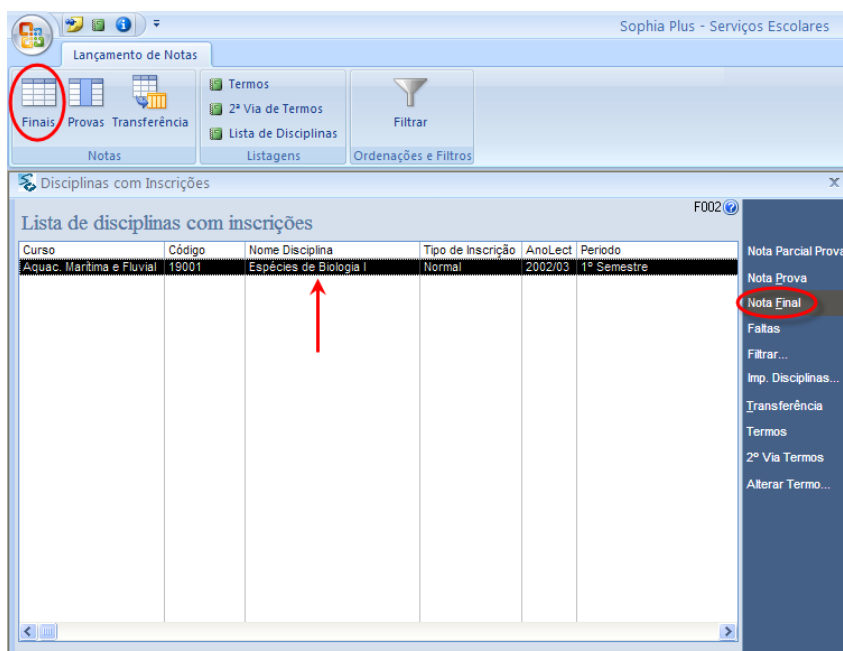 Sophia Plus - Serviços Escolares
Lançamento de Notas
Finais Provas Transferência
Termos
2ª Via de Termos
Lista de Disciplinas
Filtrar
Notas Listagens Ordenações e Filtros
Disciplinas com Inscrições
F002
Lista de disciplinas com inscrições
Curso Código Nome Disciplina Tipo de Inscrição AnoLect Periodo
Aquac. Marítima e Fluvial 19001 Espécies de Biologia I Normal 2002/03 1º Semestre
Nota Parcial Prova
Nota Prova
Nota Final
Faltas
Filtrar...
Imp. Disciplinas...
Transferência
Termos
2º Via Termos
Alterar Termo...